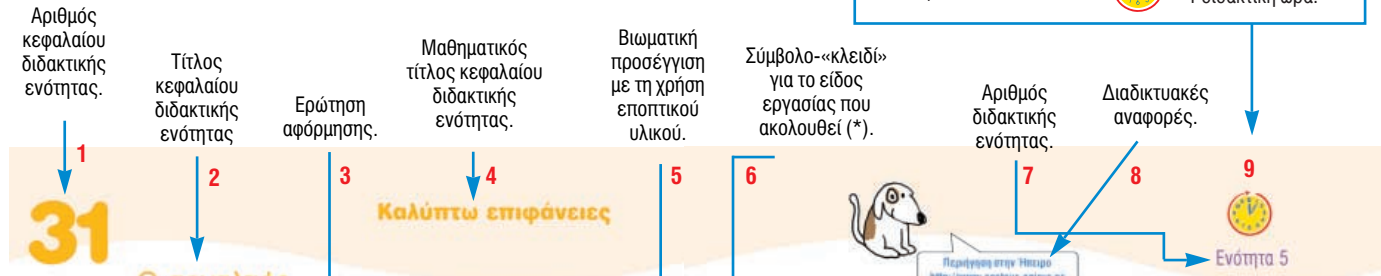 Αριθμός
κεφαλαίου
διδακτικής
ενότητας.
Τίτλος
κεφαλαίου
διδακτικής
ενότητας
Ερώτηση
αφόρμησης.
Μαθηματικός
τίτλος κεφαλαίου
διδακτικής
ενότητας.
Βιωματική
προσέγγιση
με τη χρήση
εποπτικού
υλικού.
Σύμβολο-«κλειδί»
για το είδος
εργασίας που
ακολουθεί (*).
Αριθμός
διδακτικής
ενότητας.
Διαδικτυακές
αναφορές.
1
2
3
4
5
6
7
8
9
31
Καλύπτω επιφάνειες
Περιήγηση στην Ήπειρο
Ενότητα 5